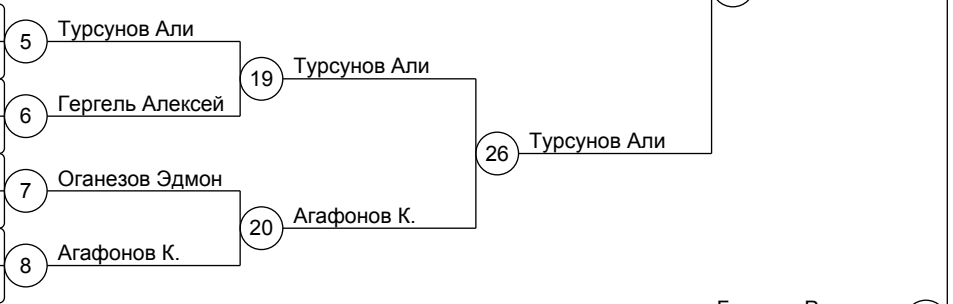 5 Турсунов Али
19 Турсунов Али
6 Гергель Алексей
26 Турсунов Али
7 Оганезов Эдмон
20 Агафонов К.
8 Агафонов К.